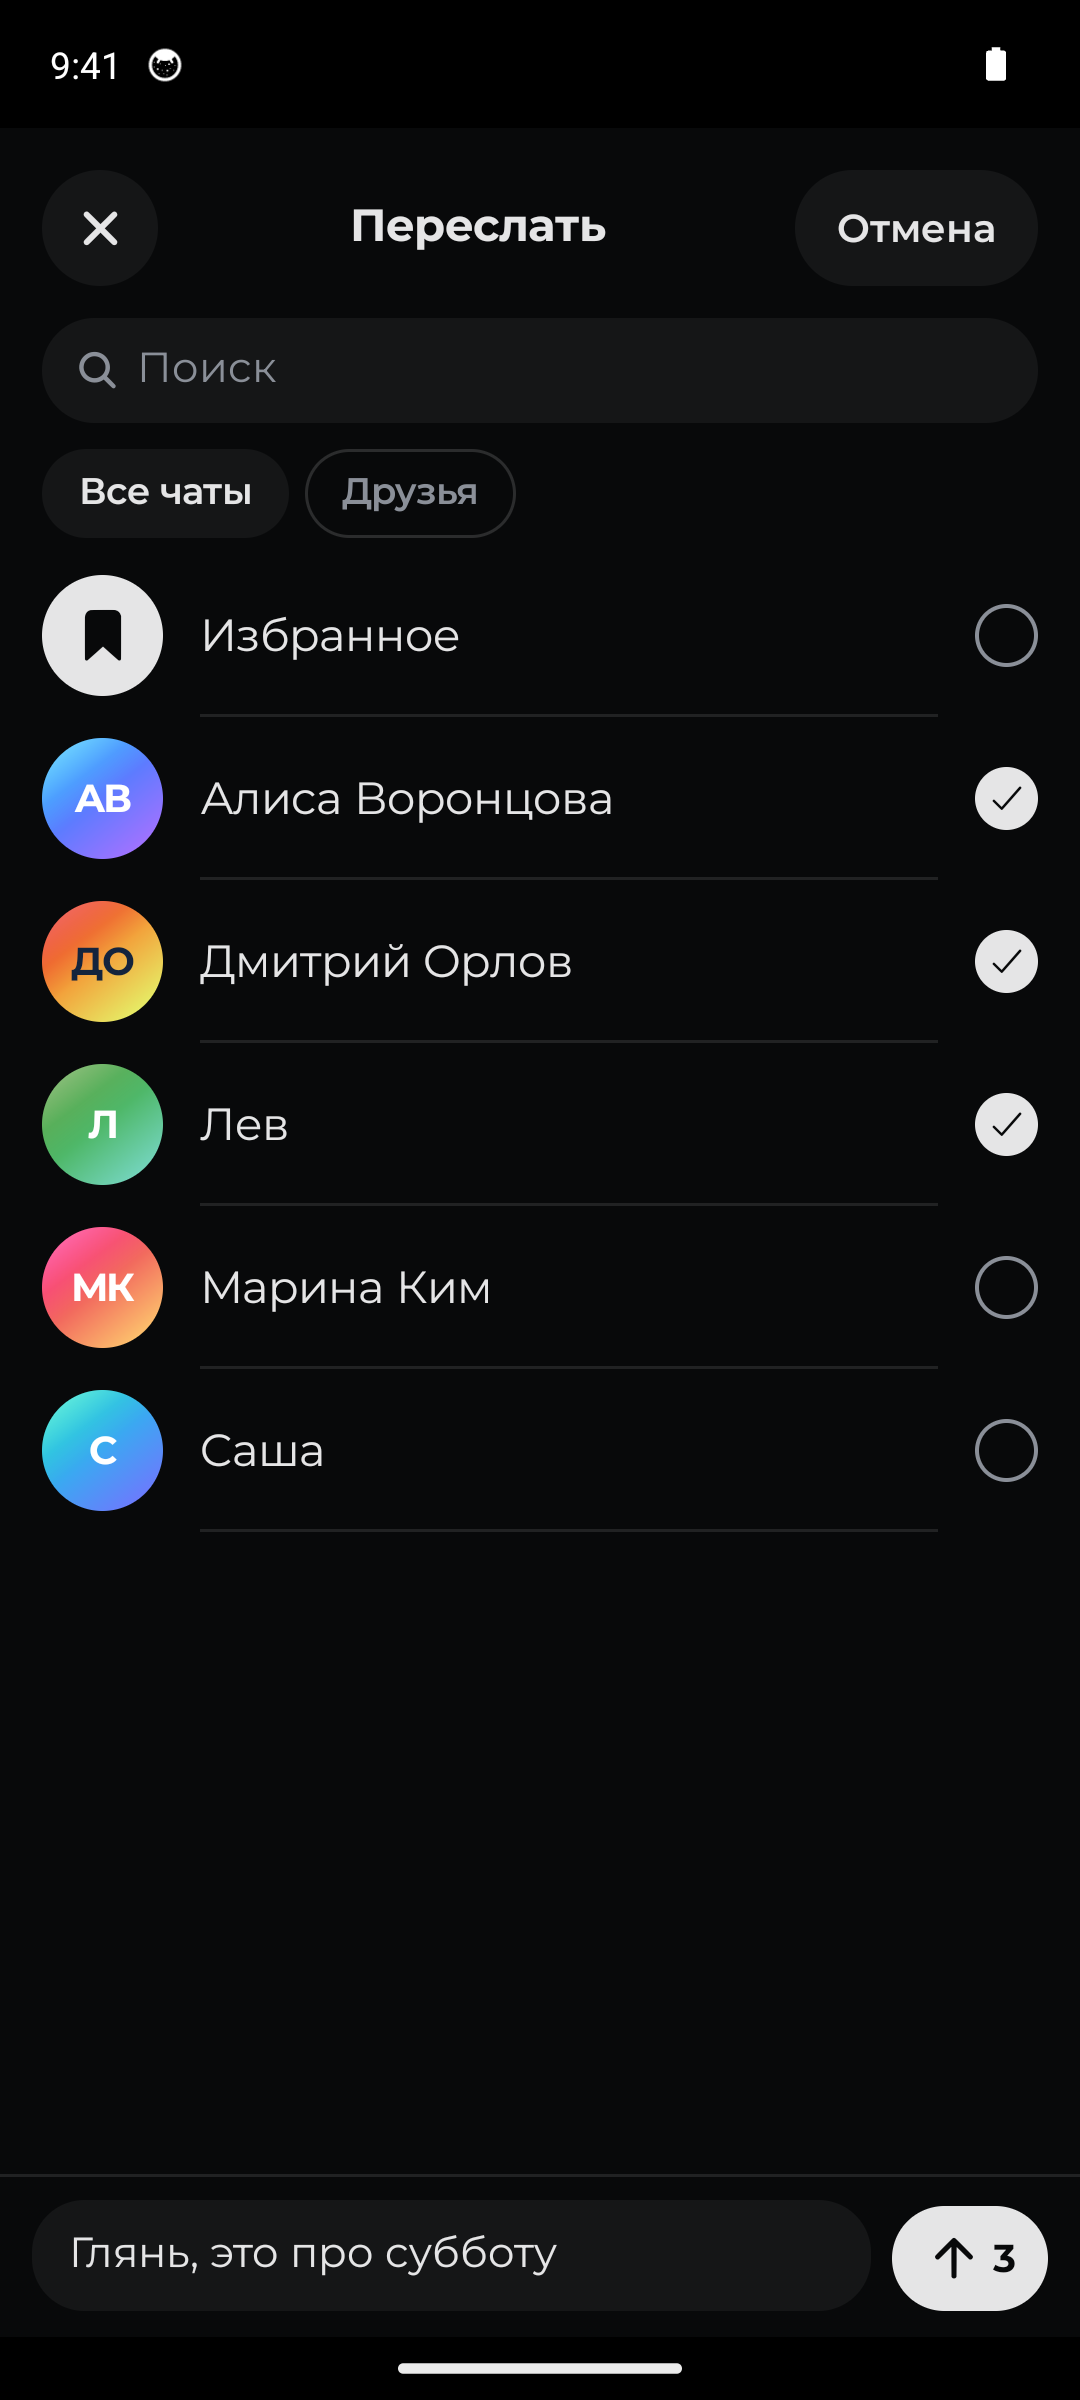 9:41
Переслать
Отмена
Поиск
Все чаты
Друзья
Избранное
АВ
Алиса Воронцова
ДО
Дмитрий Орлов
Л
Лев
МК
Марина Ким
С
Саша
Глянь, это про субботу
3